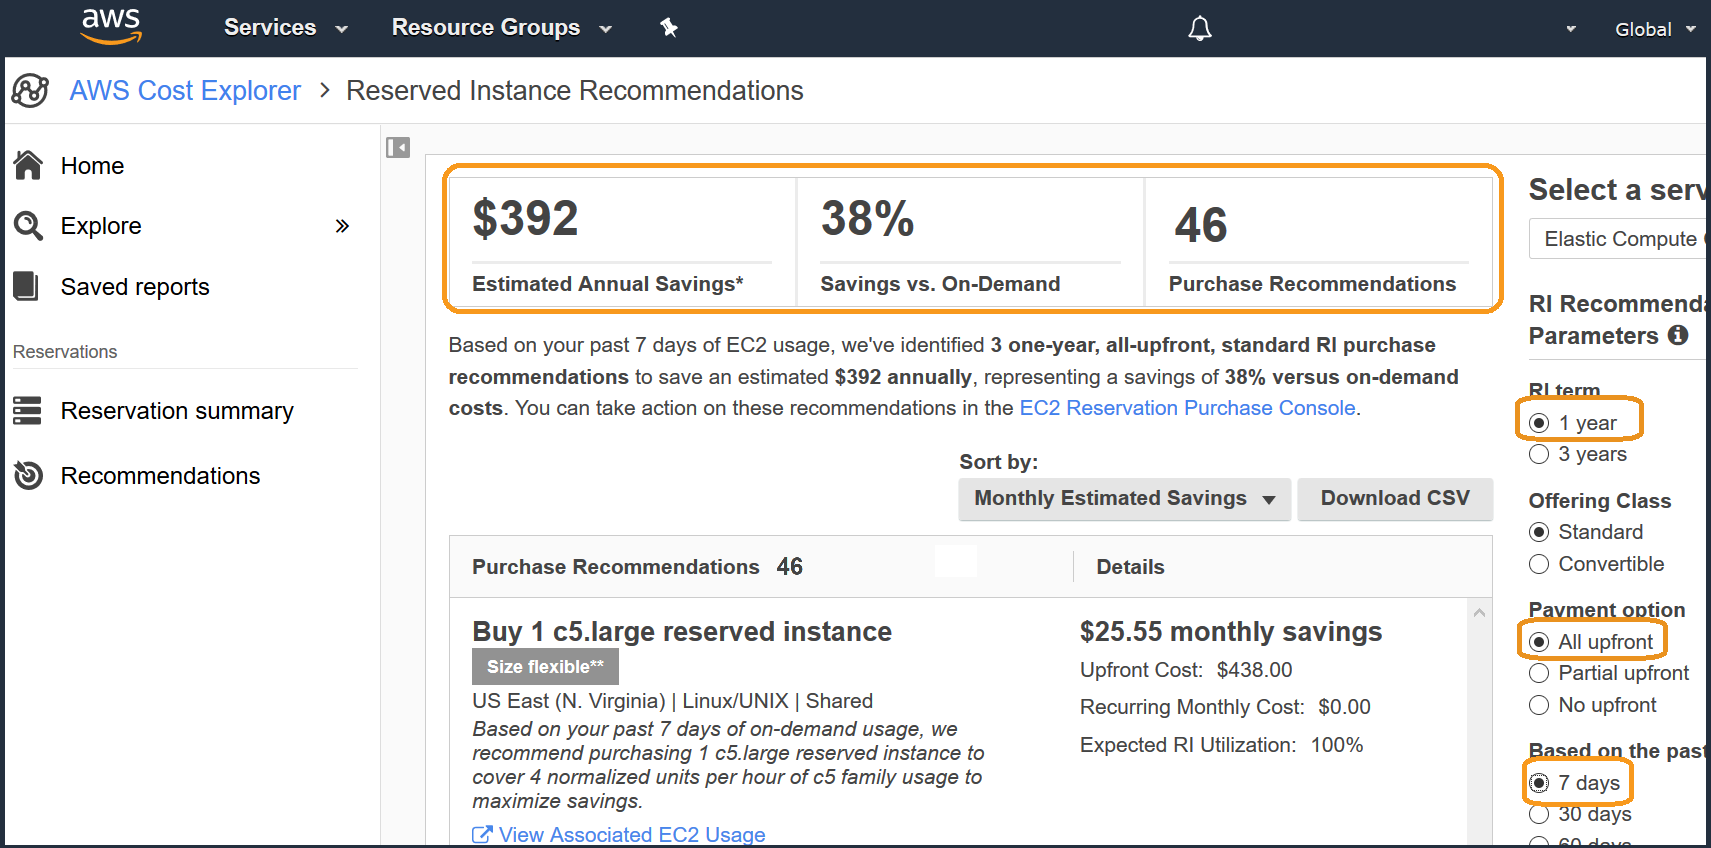 aws
Services
Resource Groups
Global
AWS Cost Explorer > Reserved Instance Recommendations
Home
Explore
Saved reports
Reservations
Reservation summary
Recommendations
$392
Estimated Annual Savings*
38%
Savings vs. On-Demand
46
Purchase Recommendations
Based on your past 7 days of EC2 usage, we've identified 3 one-year, all-upfront, standard RI purchase
recommendations to save an estimated $392 annually, representing a savings of 38% versus on-demand
costs. You can take action on these recommendations in the EC2 Reservation Purchase Console.
Sort by:
Monthly Estimated Savings
Download CSV
Purchase Recommendations 46
Details
Buy 1 c5.large reserved instance
Size flexible**
US East (N. Virginia) | Linux/UNIX | Shared
Based on your past 7 days of on-demand usage, we
recommend purchasing 1 c5.large reserved instance to
cover 4 normalized units per hour of c5 family usage to
maximize savings.
View Associated EC2 Usage
$25.55 monthly savings
Upfront Cost: $438.00
Recurring Monthly Cost: $0.00
Expected RI Utilization: 100%
Select a serv
Elastic Compute
RI Recommenda
Parameters
RI term
1 year
3 years
Offering Class
Standard
Convertible
Payment option
All upfront
Partial upfront
No upfront
Based on the past
7 days
30 days
60 days